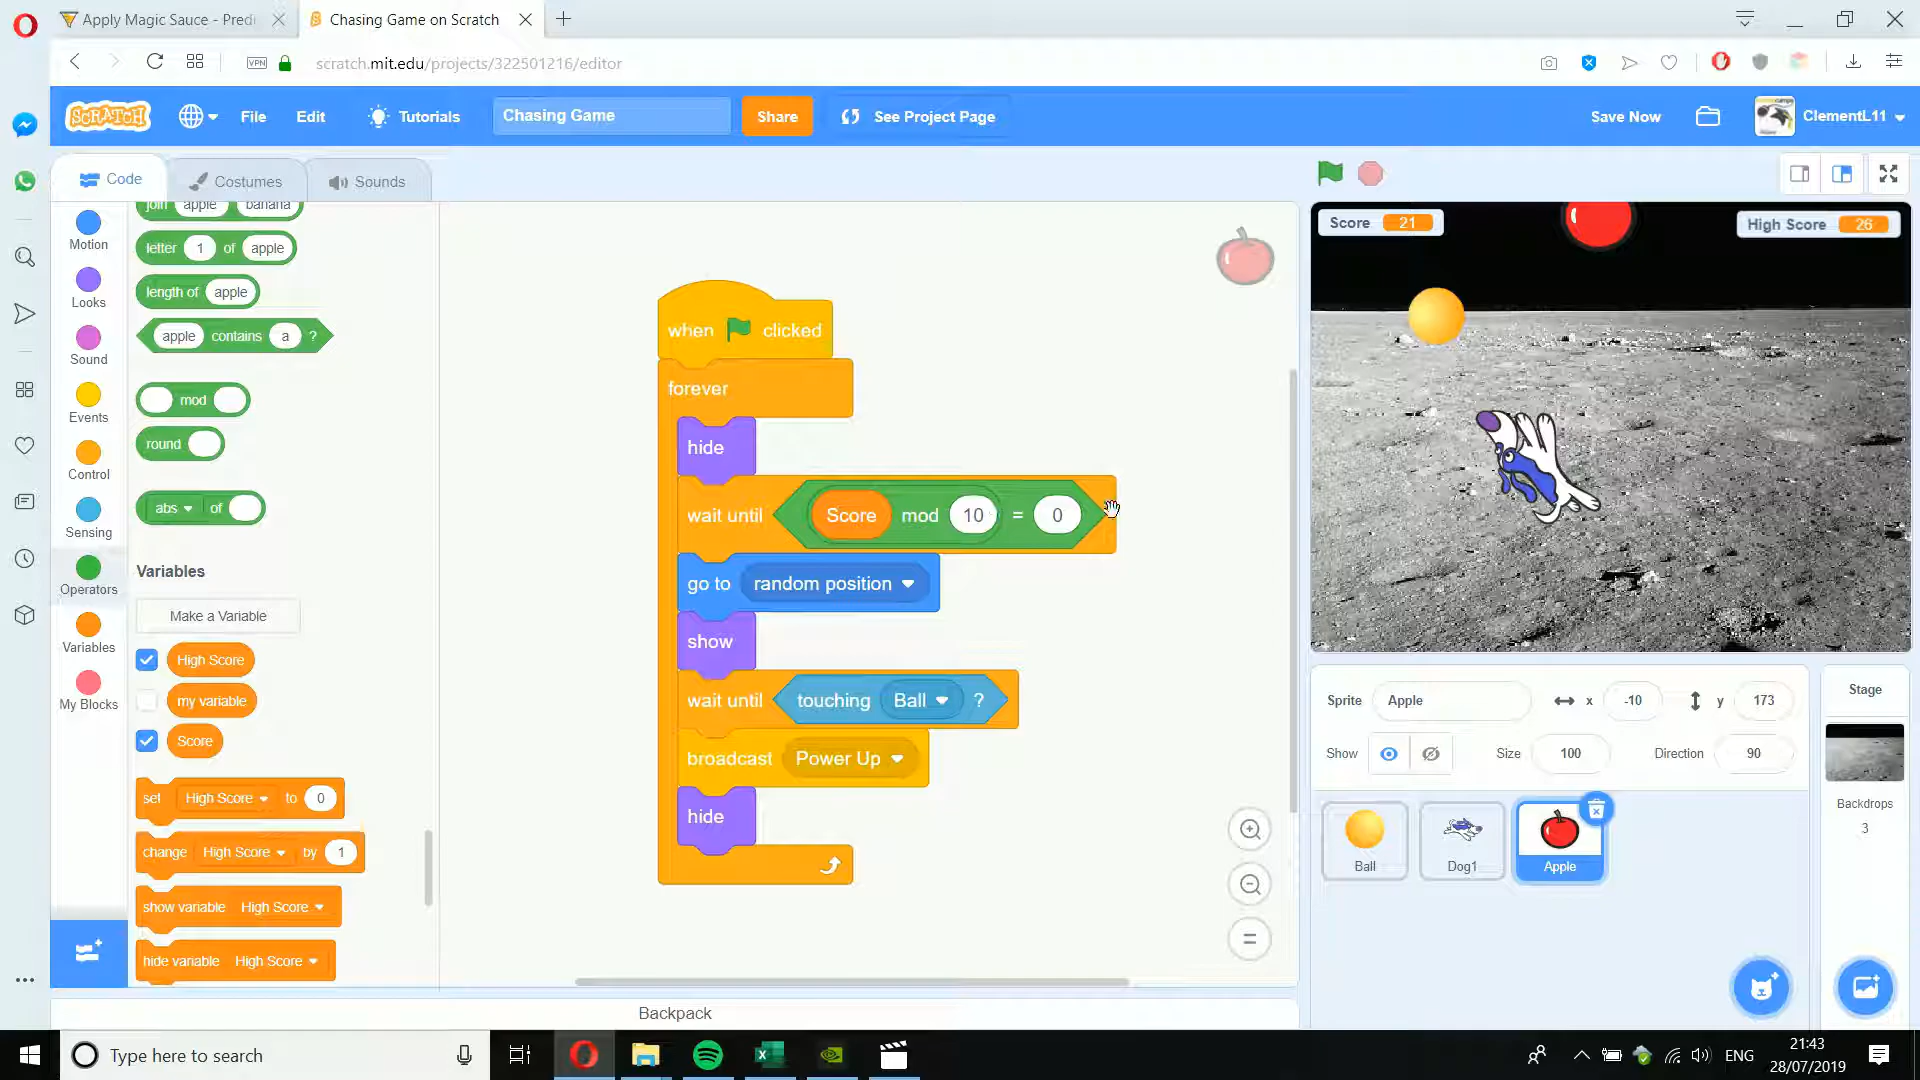 Apply Magic Sauce - Predi
Chasing Game on Scratch
VPN
scratch.mit.edu/projects/322501216/editor
SCRATCH
File
Edit
Tutorials
Chasing Game
Share
See Project Page
Save Now
ClementL11
Code
Costumes
Sounds
Motion
Looks
Sound
Events
Control
Sensing
Operators
Variables
My Blocks
join apple banana
letter 1 of apple
length of apple
apple contains a ?
mod
round
abs of
Variables
Make a Variable
High Score
my variable
Score
set High Score to 0
change High Score by 1
show variable High Score
hide variable High Score
when clicked
forever
hide
wait until Score mod 10 = 0
go to random position
show
wait until touching Ball ?
broadcast Power Up
hide
Backpack
Score 21
High Score 26
Sprite Apple x -10 y 173
Show Size 100 Direction 90
Ball
Dog1
Apple
Stage
Backdrops
3
Type here to search
ENG
21:43
28/07/2019